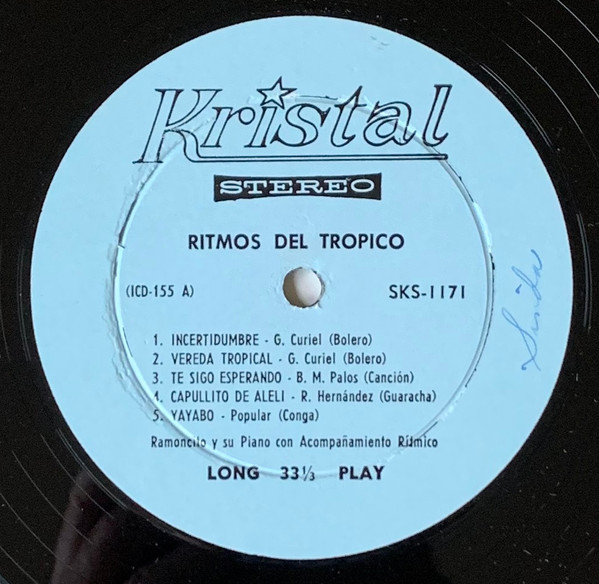 Kristal
STEREO
RITMOS DEL TROPICO
(ICD-155 A) SKS-1171
1. INCERTIDUMBRE - G. Curiel (Bolero)
2. VEREDA TROPICAL - G. Curiel (Bolero)
3. TE SIGO ESPERANDO - B. M. Palos (Canción)
4. CAPULLITO DE ALELI - R. Hernández (Guaracha)
5. YAYABO - Popular (Conga)
Ramoncito y su Piano con Acompañamiento Rítmico
LONG 33⅓ PLAY